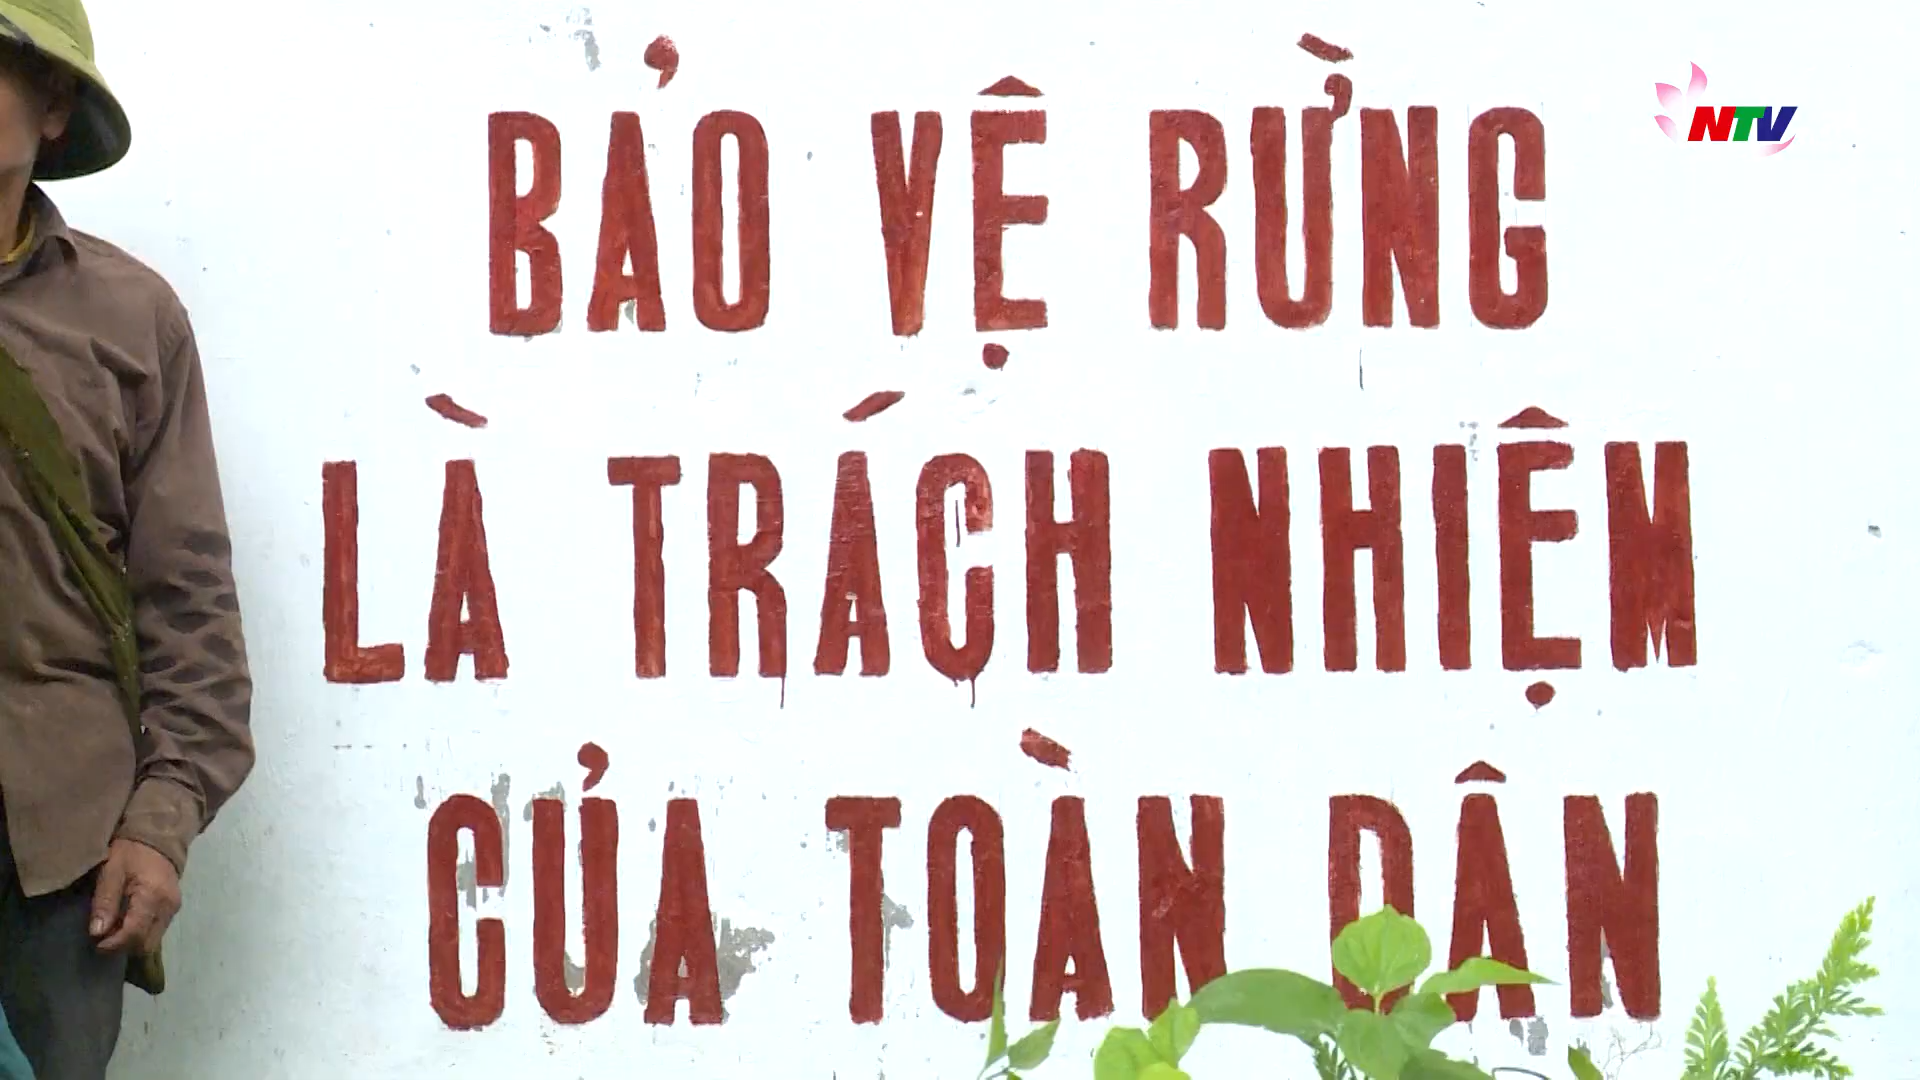 NTV
BẢO VỆ RỪNG
LÀ TRÁCH NHIỆM
CỦA TOÀN DÂN